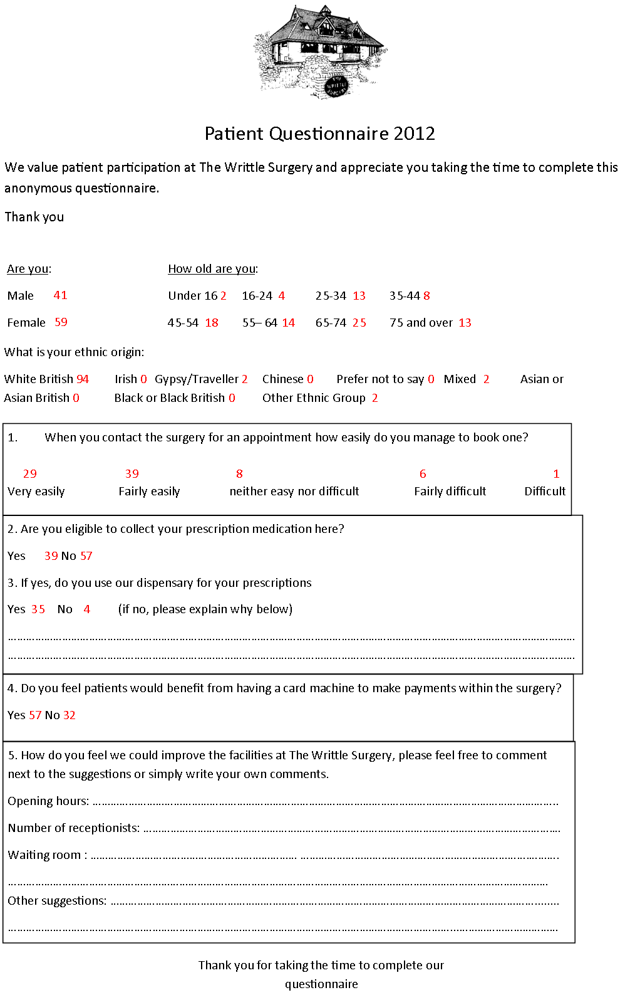 THE
WRITTLE
SURGERY
Patient Questionnaire 2012
We value patient participation at The Writtle Surgery and appreciate you taking the time to complete this
anonymous questionnaire.
Thank you
Are you: How old are you:
Male 41 Under 16 2 16-24 4 25-34 13 35-44 8
Female 59 45-54 18 55– 64 14 65-74 25 75 and over 13
What is your ethnic origin:
White British 94 Irish 0 Gypsy/Traveller 2 Chinese 0 Prefer not to say 0 Mixed 2 Asian or
Asian British 0 Black or Black British 0 Other Ethnic Group 2
1. When you contact the surgery for an appointment how easily do you manage to book one?
29 39 8 6 1
Very easily Fairly easily neither easy nor difficult Fairly difficult Difficult
2. Are you eligible to collect your prescription medication here?
Yes 39 No 57
3. If yes, do you use our dispensary for your prescriptions
Yes 35 No 4 (if no, please explain why below)
4. Do you feel patients would benefit from having a card machine to make payments within the surgery?
Yes 57 No 32
5. How do you feel we could improve the facilities at The Writtle Surgery, please feel free to comment
next to the suggestions or simply write your own comments.
Opening hours: ........................................
Number of receptionists: ........................................
Waiting room : ........................................
Other suggestions: ........................................
Thank you for taking the time to complete our
questionnaire